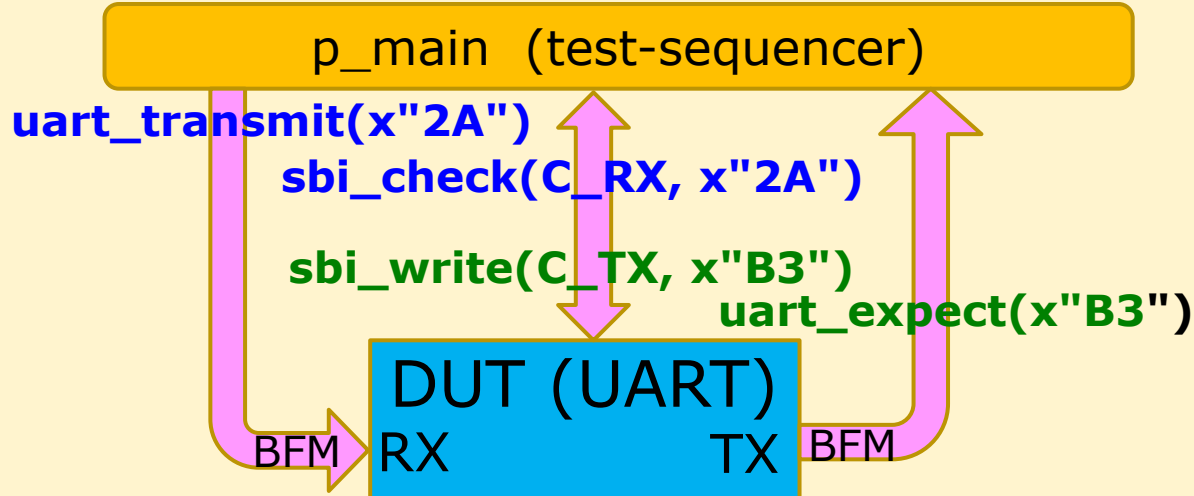 p_main (test-sequencer)
uart_transmit(x"2A")
sbi_check(C_RX, x"2A")
sbi_write(C_TX, x"B3")
uart_expect(x"B3")
DUT (UART)
BFM
RX
TX
BFM